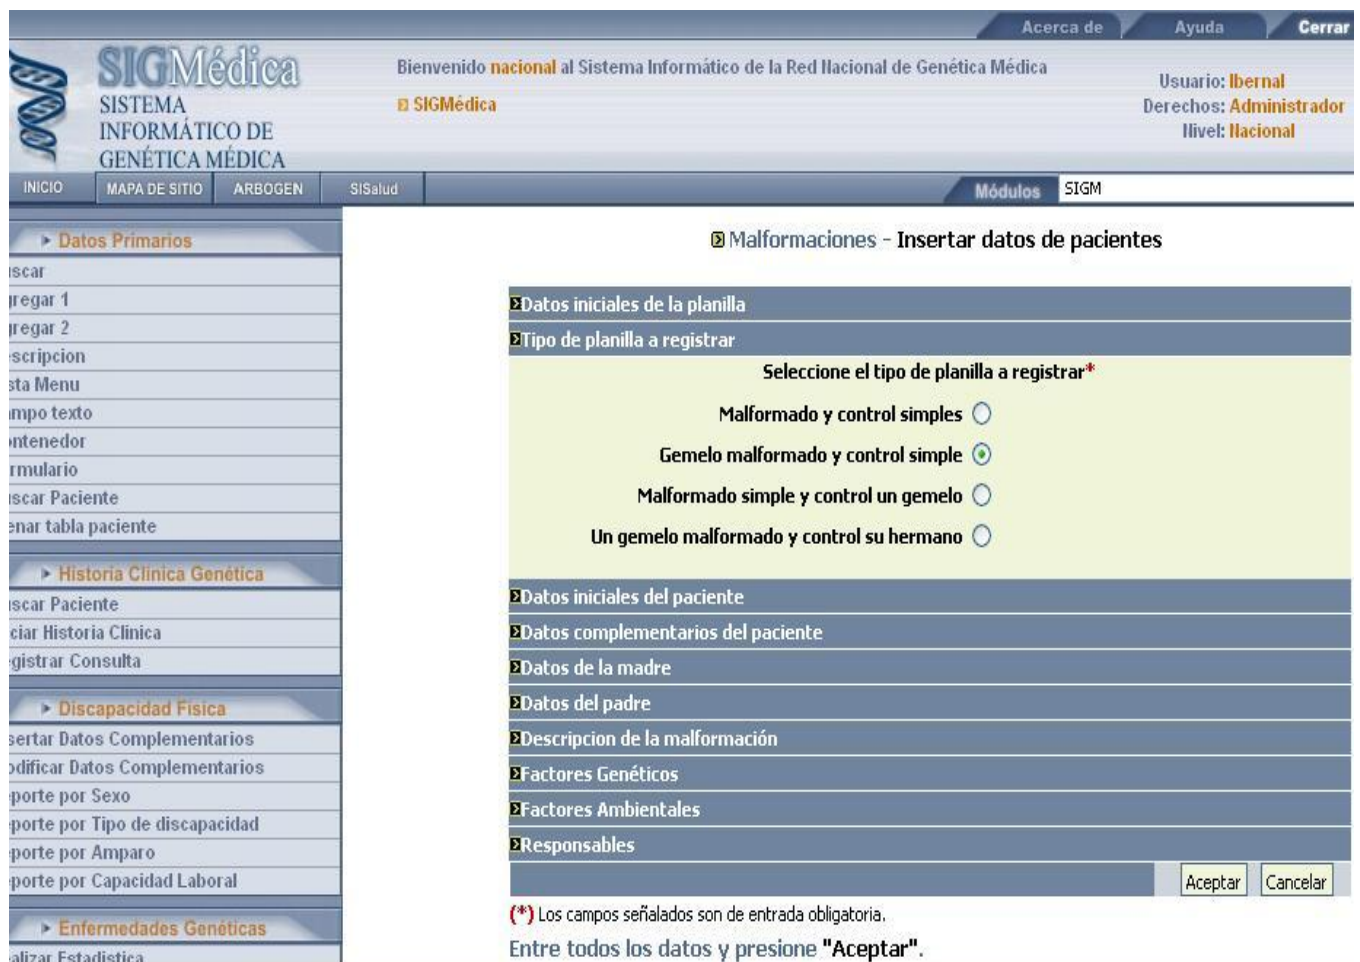 Acerca de Ayuda Cerrar
SIGMédica
SISTEMA
INFORMÁTICO DE
GENÉTICA MÉDICA
Bienvenido nacional al Sistema Informático de la Red Nacional de Genética Médica
SIGMédica
Usuario: lbernal
Derechos: Administrador
Nivel: Nacional
INICIO MAPA DE SITIO ARBOGEN SISalud
Módulos SIGM
Datos Primarios
scar
regar 1
regar 2
scripcion
sta Menu
mpo texto
ntenedor
rmulario
scar Paciente
enar tabla paciente
Historia Clinica Genética
scar Paciente
ciar Historia Clinica
gistrar Consulta
Discapacidad Fisica
sertar Datos Complementarios
odificar Datos Complementarios
porte por Sexo
porte por Tipo de discapacidad
porte por Amparo
porte por Capacidad Laboral
Enfermedades Genéticas
alizar Estadistica
Malformaciones - Insertar datos de pacientes
Datos iniciales de la planilla
Tipo de planilla a registrar
Seleccione el tipo de planilla a registrar*
Malformado y control simples
Gemelo malformado y control simple
Malformado simple y control un gemelo
Un gemelo malformado y control su hermano
Datos iniciales del paciente
Datos complementarios del paciente
Datos de la madre
Datos del padre
Descripcion de la malformación
Factores Genéticos
Factores Ambientales
Responsables
Aceptar Cancelar
(*) Los campos señalados son de entrada obligatoria.
Entre todos los datos y presione "Aceptar".